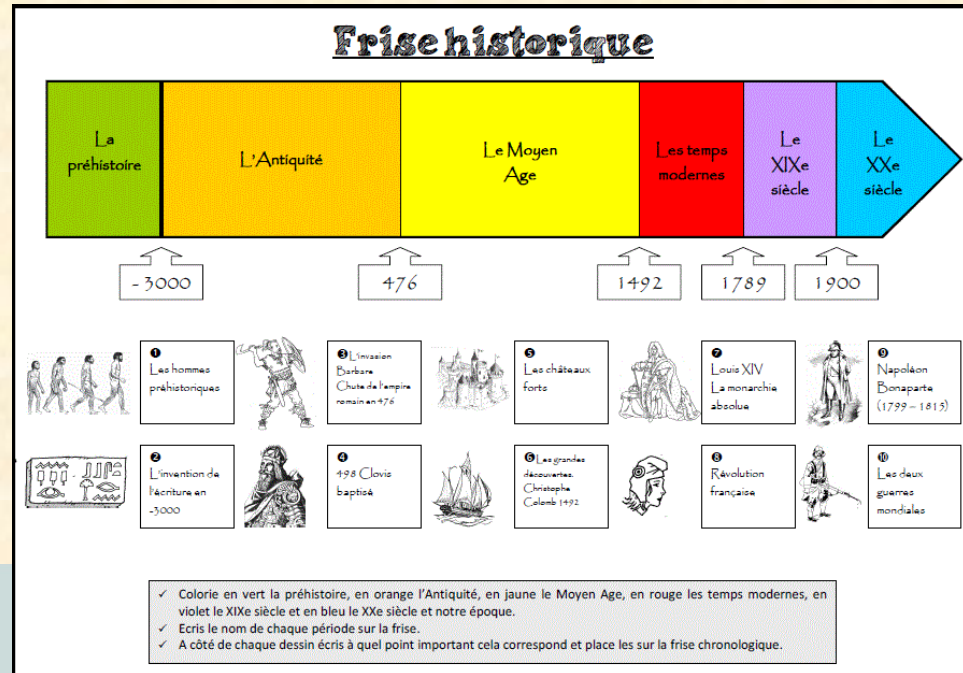 Frise historique
La
préhistoire
L'Antiquité
Le Moyen
Age
Les temps
modernes
Le
XIXe
siècle
Le
XXe
siècle
- 3000
476
1492
1789
1900
❶
Les hommes
préhistoriques
❸ L'invasion
Barbare
Chute de l'empire
romain en 476
❺
Les châteaux
forts
❼
Louis XIV
La monarchie
absolue
❾
Napoléon
Bonaparte
(1799 – 1815)
❷
L'invention de
l'écriture en
-3000
❹
498 Clovis
baptisé
❻ Les grandes
découvertes.
Christophe
Colomb 1492
❽
Révolution
française
❿
Les deux
guerres
mondiales
✓ Colorie en vert la préhistoire, en orange l'Antiquité, en jaune le Moyen Age, en rouge les temps modernes, en
violet le XIXe siècle et en bleu le XXe siècle et notre époque.
✓ Ecris le nom de chaque période sur la frise.
✓ A côté de chaque dessin écris à quel point important cela correspond et place les sur la frise chronologique.